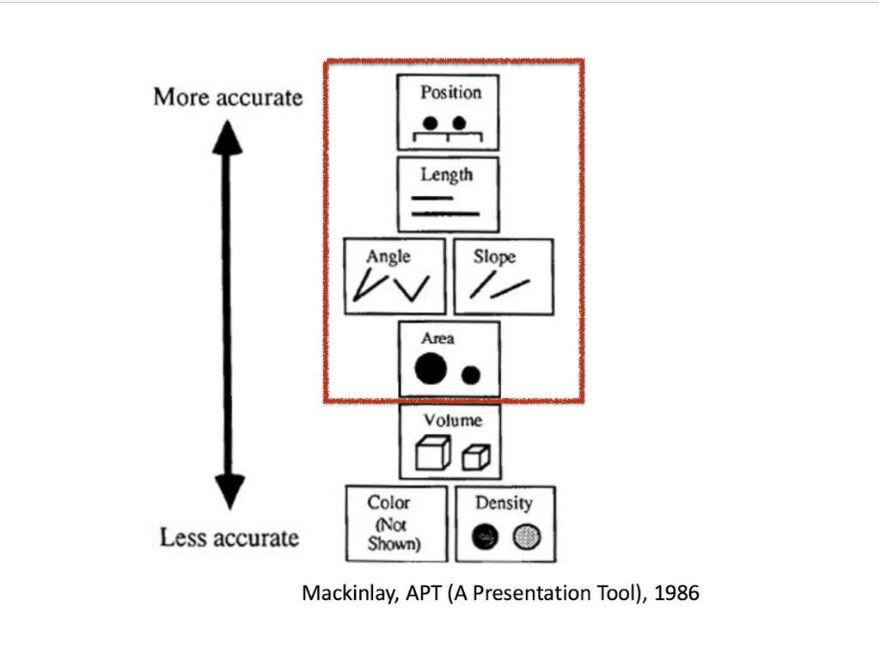 More accurate
Position
Length
Angle
Slope
Area
Volume
Color
(Not
Shown)
Density
Less accurate
Mackinlay, APT (A Presentation Tool), 1986